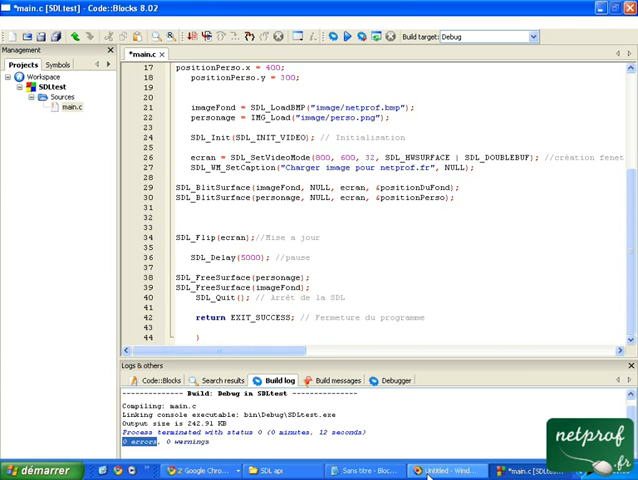 *main.c [SDLtest] - Code::Blocks 8.02
Build target: Debug
Management
Projects Symbols
Workspace
SDLtest
Sources
main.c
*main.c
17 positionPerso.x = 400;
18 positionPerso.y = 300;
19
20
21 imageFond = SDL_LoadBMP("image/netprof.bmp");
22 personage = IMG_Load("image/perso.png");
23
24 SDL_Init(SDL_INIT_VIDEO); // Initialisation
25
26 ecran = SDL_SetVideoMode(800, 600, 32, SDL_HWSURFACE | SDL_DOUBLEBUF); //création fenet
27 SDL_WM_SetCaption("Charger image pour netprof.fr", NULL);
28
29 SDL_BlitSurface(imageFond, NULL, ecran, &positionDuFond);
30 SDL_BlitSurface(personage, NULL, ecran, &positionPerso);
31
32
33
34 SDL_Flip(ecran);//Mise a jour
35
36 SDL_Delay(5000); //pause
37
38 SDL_FreeSurface(personage);
39 SDL_FreeSurface(imageFond);
40 SDL_Quit(); // Arrêt de la SDL
41
42 return EXIT_SUCCESS; // Fermeture du programme
43
44 }
Logs & others
Code::Blocks Search results Build log Build messages Debugger
-------------- Build: Debug in SDLtest ---------------
Compiling: main.c
Linking console executable: bin\Debug\SDLtest.exe
Output size is 242.91 KB
Process terminated with status 0 (0 minutes, 12 seconds)
0 errors, 0 warnings
démarrer 2 Google Chro... SDL api Sans titre - Bloc... Untitled - Wind... *main.c [SDLtest]
netprof
.fr